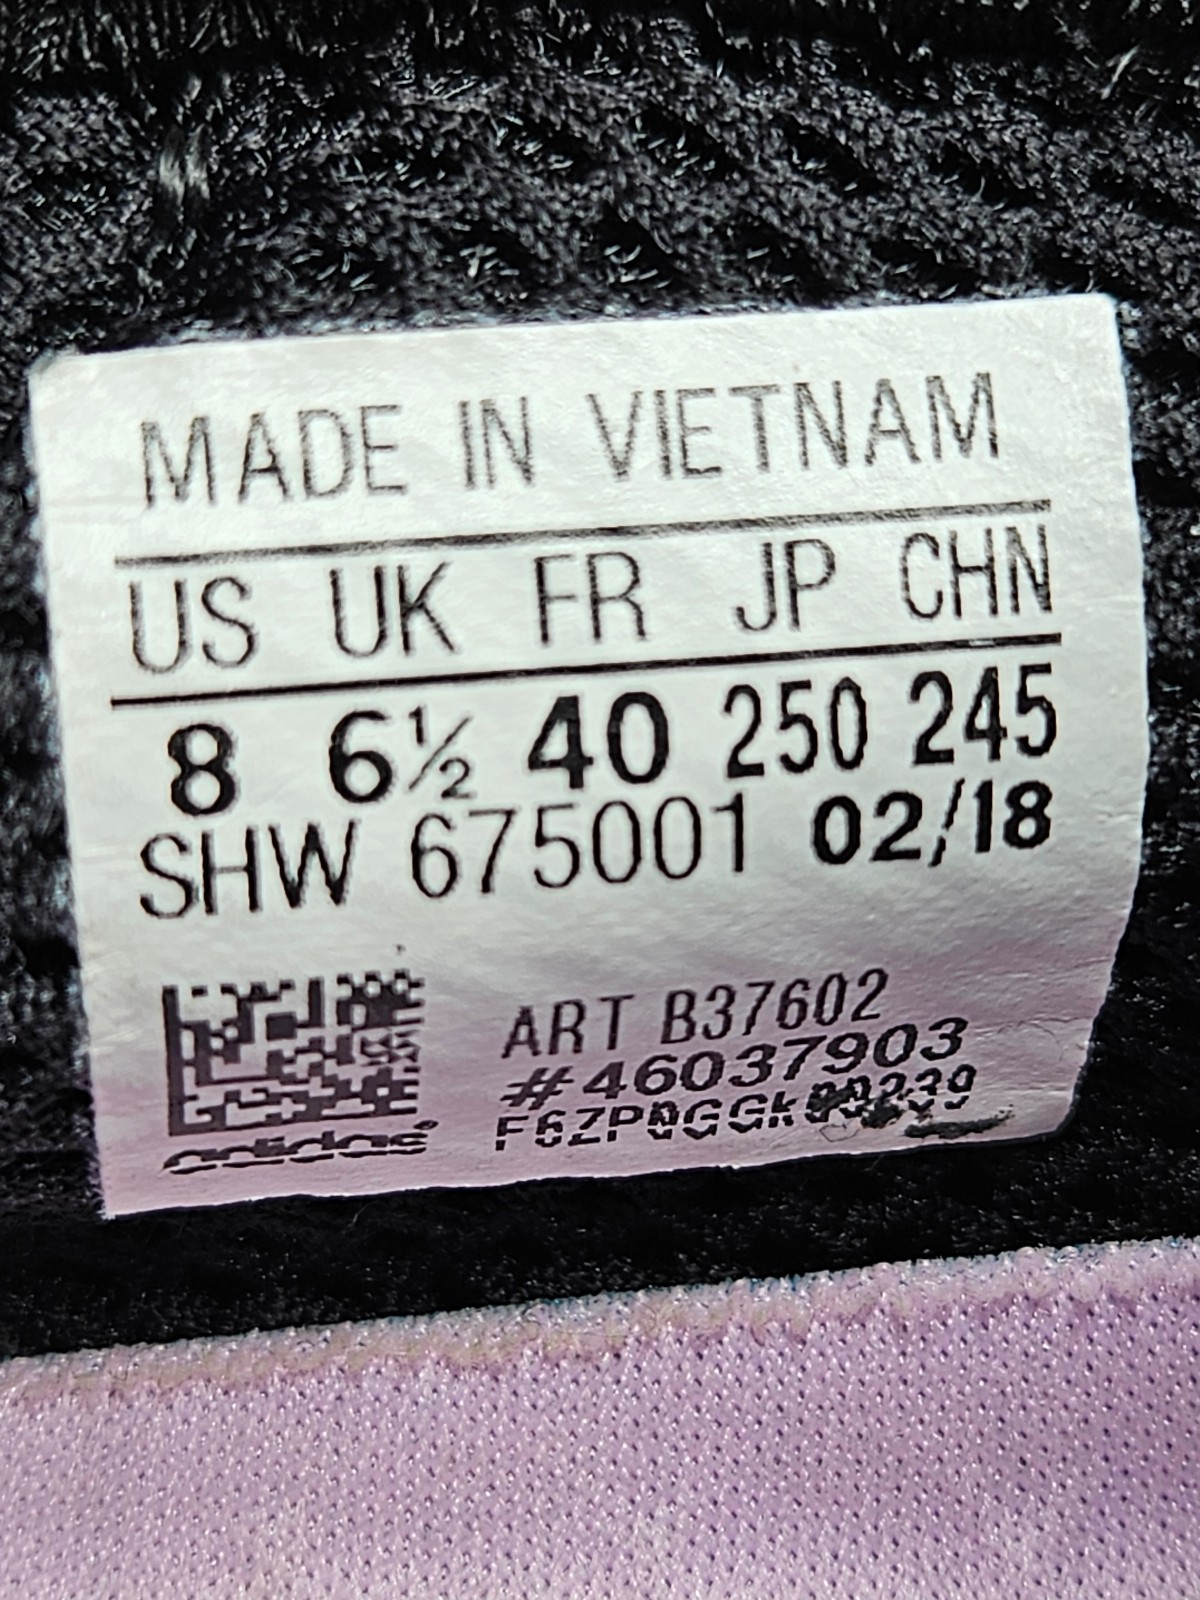 MADE IN VIETNAM
US UK FR JP CHN
8 6½ 40 250 245
SHW 675001 02/18
ART B37602
#46037903
adidas